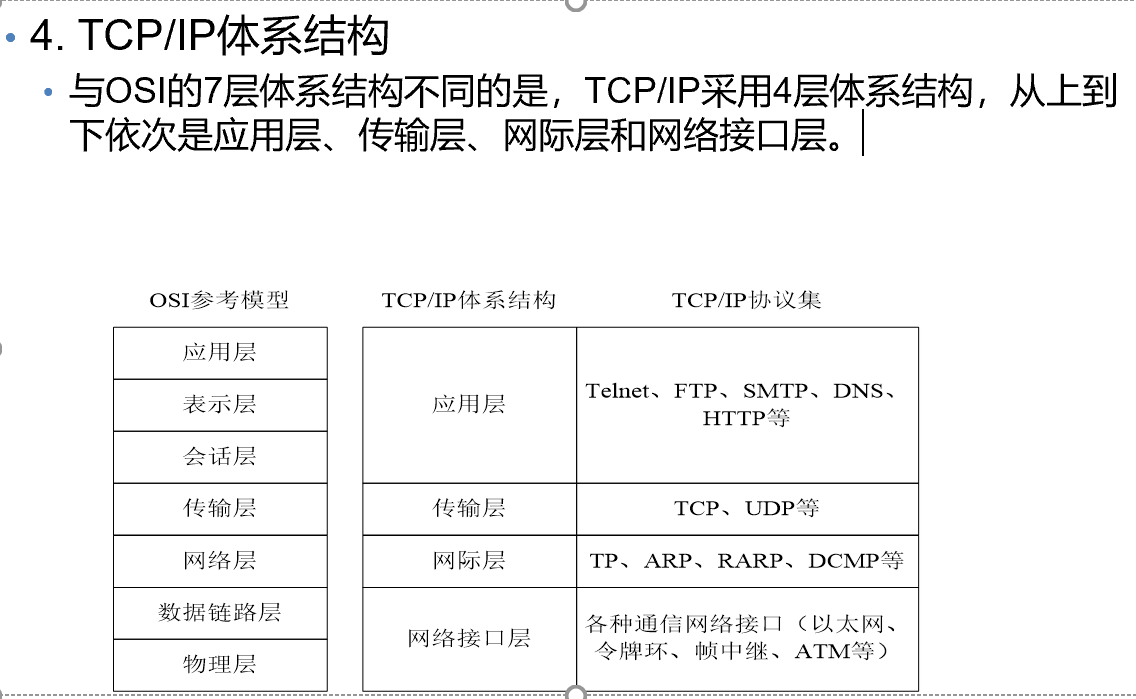 • 4. TCP/IP体系结构
• 与OSI的7层体系结构不同的是，TCP/IP采用4层体系结构，从上到
下依次是应用层、传输层、网际层和网络接口层。
OSI参考模型 TCP/IP体系结构 TCP/IP协议集
应用层
表示层
会话层
传输层
网络层
数据链路层
物理层
应用层
传输层
网际层
网络接口层
Telnet、FTP、SMTP、DNS、
HTTP等
TCP、UDP等
TP、ARP、RARP、DCMP等
各种通信网络接口（以太网、
令牌环、帧中继、ATM等）